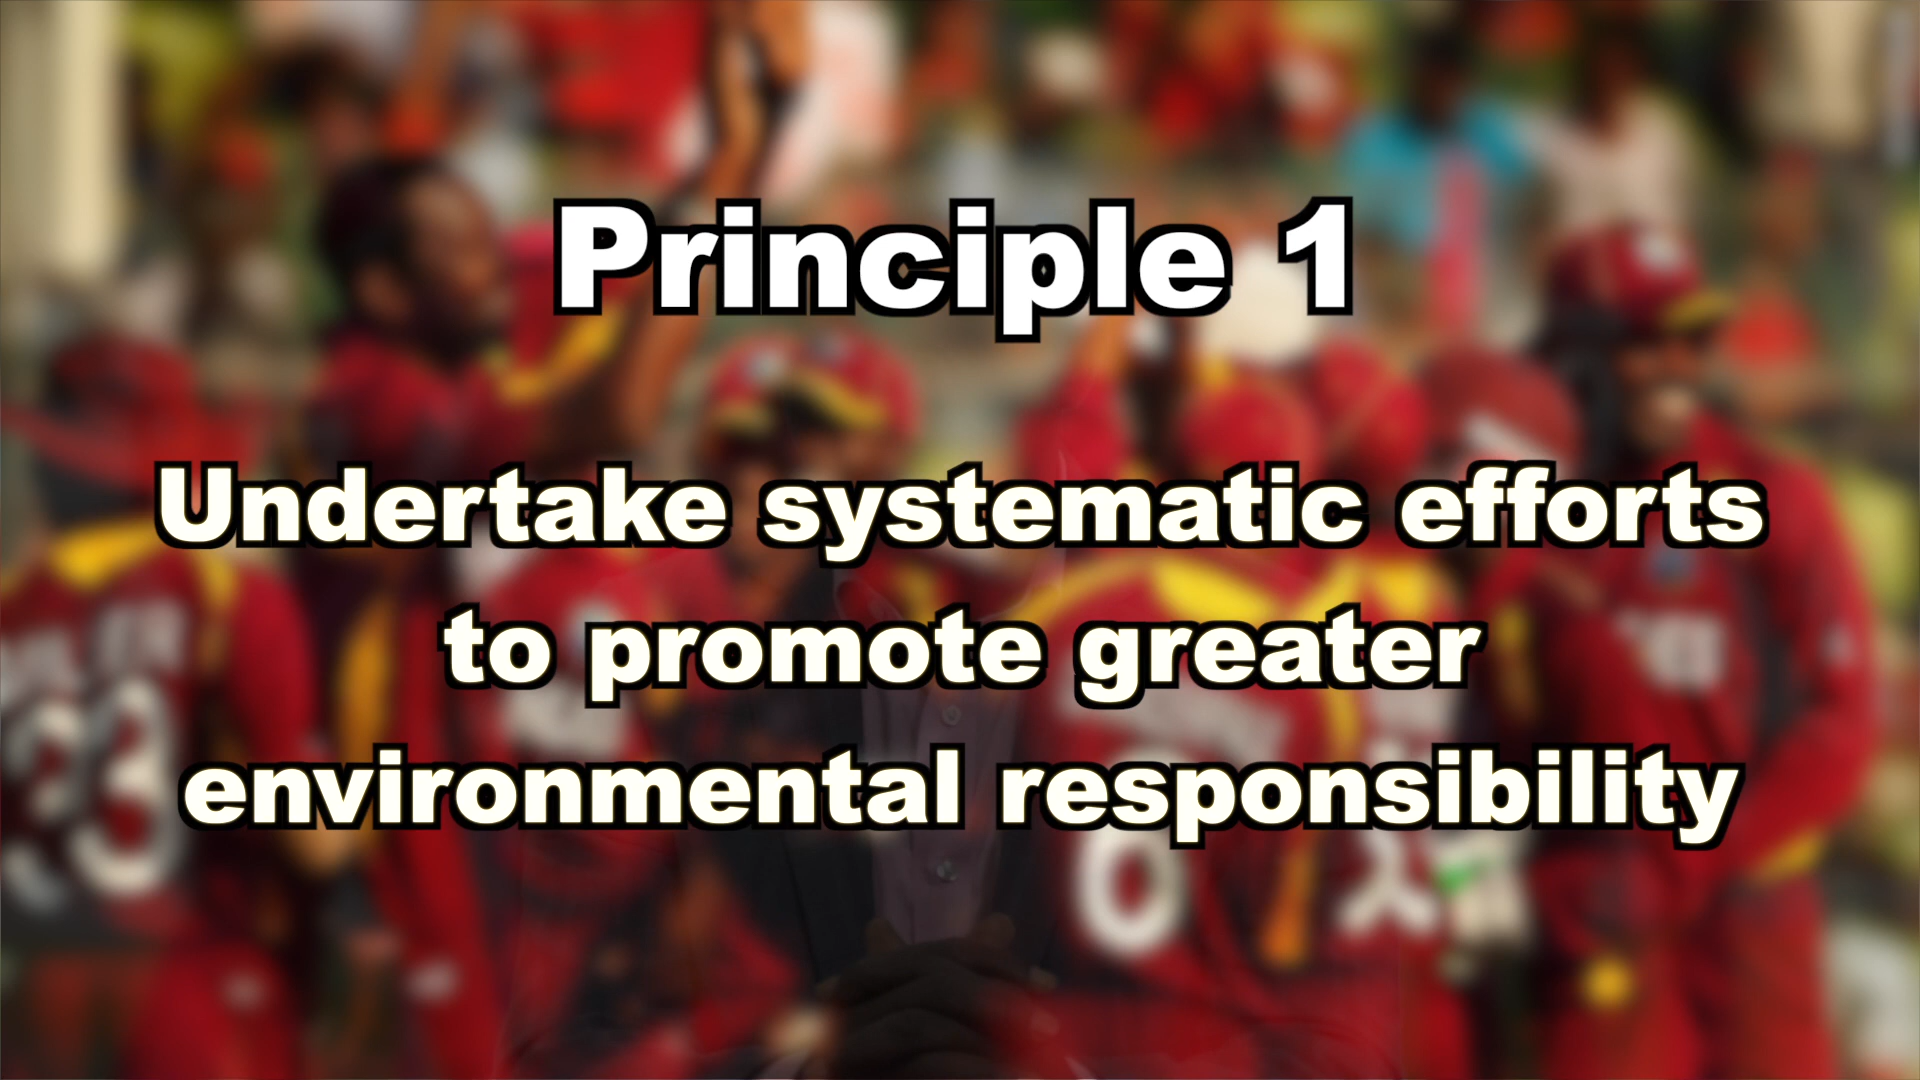 Principle 1
Undertake systematic efforts
to promote greater
environmental responsibility